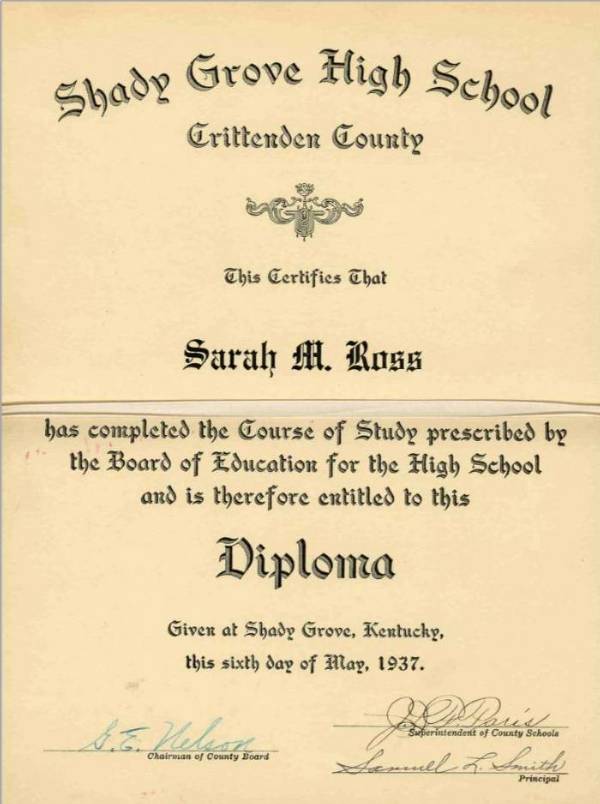 Shady Grove High School
Crittenden County
This Certifies That
Sarah M. Ross
has completed the Course of Study prescribed by
the Board of Education for the High School
and is therefore entitled to this
Diploma
Given at Shady Grove, Kentucky,
this sixth day of May, 1937.
G. E. Nelson
Chairman of County Board
Paris
Superintendent of County Schools
Samuell L. Smith
Principal